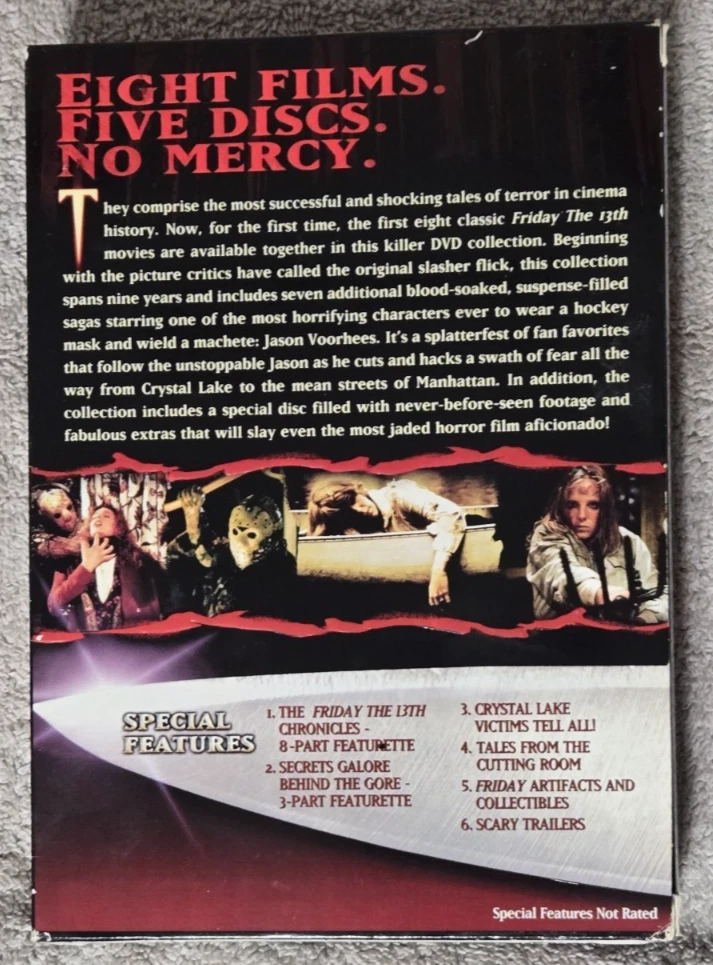 EIGHT FILMS.
FIVE DISCS.
NO MERCY.
They comprise the most successful and shocking tales of terror in cinema
history. Now, for the first time, the first eight classic Friday The 13th
movies are available together in this killer DVD collection. Beginning
with the picture critics have called the original slasher flick, this collection
spans nine years and includes seven additional blood-soaked, suspense-filled
sagas starring one of the most horrifying characters ever to wear a hockey
mask and wield a machete: Jason Voorhees. It's a splatterfest of fan favorites
that follow the unstoppable Jason as he cuts and hacks a swath of fear all the
way from Crystal Lake to the mean streets of Manhattan. In addition, the
collection includes a special disc filled with never-before-seen footage and
fabulous extras that will slay even the most jaded horror film aficionado!
SPECIAL
FEATURES
1. THE FRIDAY THE 13TH
CHRONICLES -
8-PART FEATURETTE
2. SECRETS GALORE
BEHIND THE GORE -
3-PART FEATURETTE
3. CRYSTAL LAKE
VICTIMS TELL ALL!
4. TALES FROM THE
CUTTING ROOM
5. FRIDAY ARTIFACTS AND
COLLECTIBLES
6. SCARY TRAILERS
Special Features Not Rated